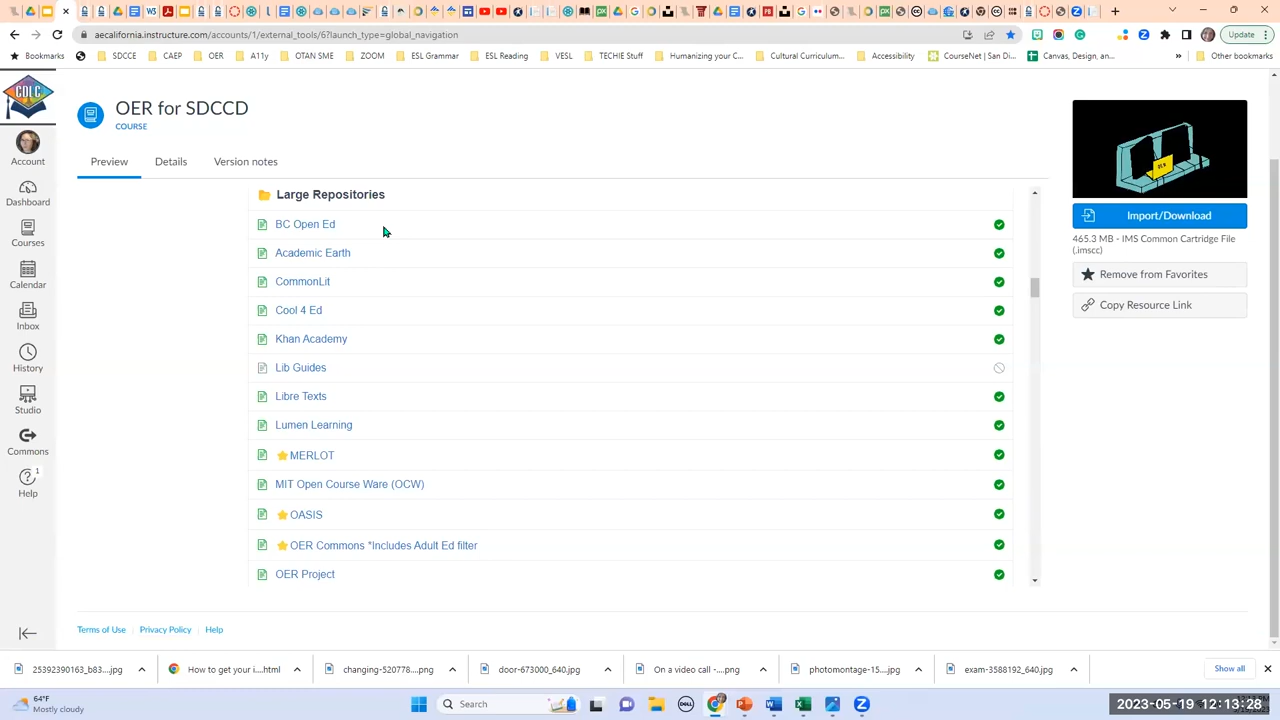 aecalifornia.instructure.com/accounts/1/external_tools/6?launch_type=global_navigation
Update
Bookmarks SDCCE CAEP OER A11y OTAN SME ZOOM ESL Grammar ESL Reading VESL TECHIE Stuff Humanizing your C... Cultural Curriculum... Accessibility CourseNet | San Di... Canvas, Design, an... » Other bookmarks
CDLC
Account
Dashboard
Courses
Calendar
Inbox
History
Studio
Commons
1
Help
OER for SDCCD
COURSE
Preview Details Version notes
Large Repositories
BC Open Ed
Academic Earth
CommonLit
Cool 4 Ed
Khan Academy
Lib Guides
Libre Texts
Lumen Learning
MERLOT
MIT Open Course Ware (OCW)
OASIS
OER Commons *Includes Adult Ed filter
OER Project
Import/Download
465.3 MB - IMS Common Cartridge File
(.imscc)
Remove from Favorites
Copy Resource Link
Terms of Use Privacy Policy Help
25392390163_b83....jpg How to get your i....html changing-520778....png door-673000_640.jpg On a video call -....png photomontage-15....jpg exam-3588192_640.jpg Show all
64°F
Mostly cloudy
Search
DELL
2023-05-19 12:13:28